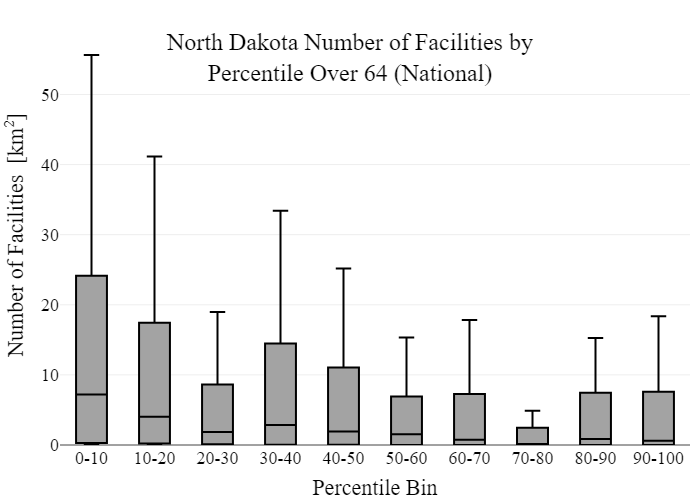 North Dakota Number of Facilities by
Percentile Over 64 (National)
Number of Facilities [km²]
50
40
30
20
10
0
0-10 10-20 20-30 30-40 40-50 50-60 60-70 70-80 80-90 90-100
Percentile Bin